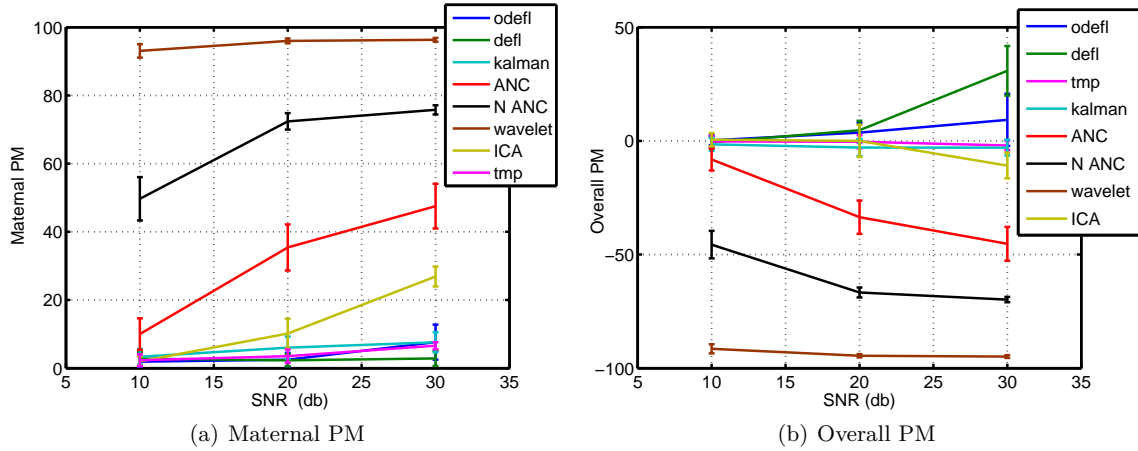 100
80
60
40
20
0
5
10
15
20
25
30
35
Maternal PM
SNR (db)
odefl
defl
kalman
ANC
N ANC
wavelet
ICA
tmp
(a) Maternal PM
50
0
−50
−100
5
10
15
20
25
30
35
Overall PM
SNR (db)
odefl
defl
tmp
kalman
ANC
N ANC
wavelet
ICA
(b) Overall PM